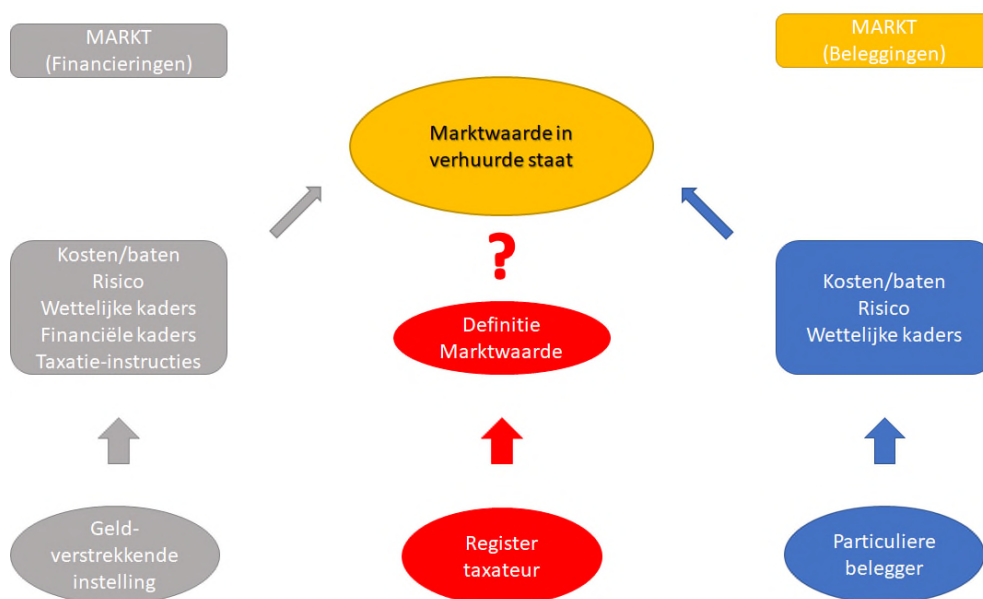 MARKT
(Financieringen)
MARKT
(Beleggingen)
Marktwaarde in
verhuurde staat
?
Kosten/baten
Risico
Wettelijke kaders
Financiële kaders
Taxatie-instructies
Definitie
Marktwaarde
Kosten/baten
Risico
Wettelijke kaders
Geld-
verstrekkende
instelling
Register
taxateur
Particuliere
belegger